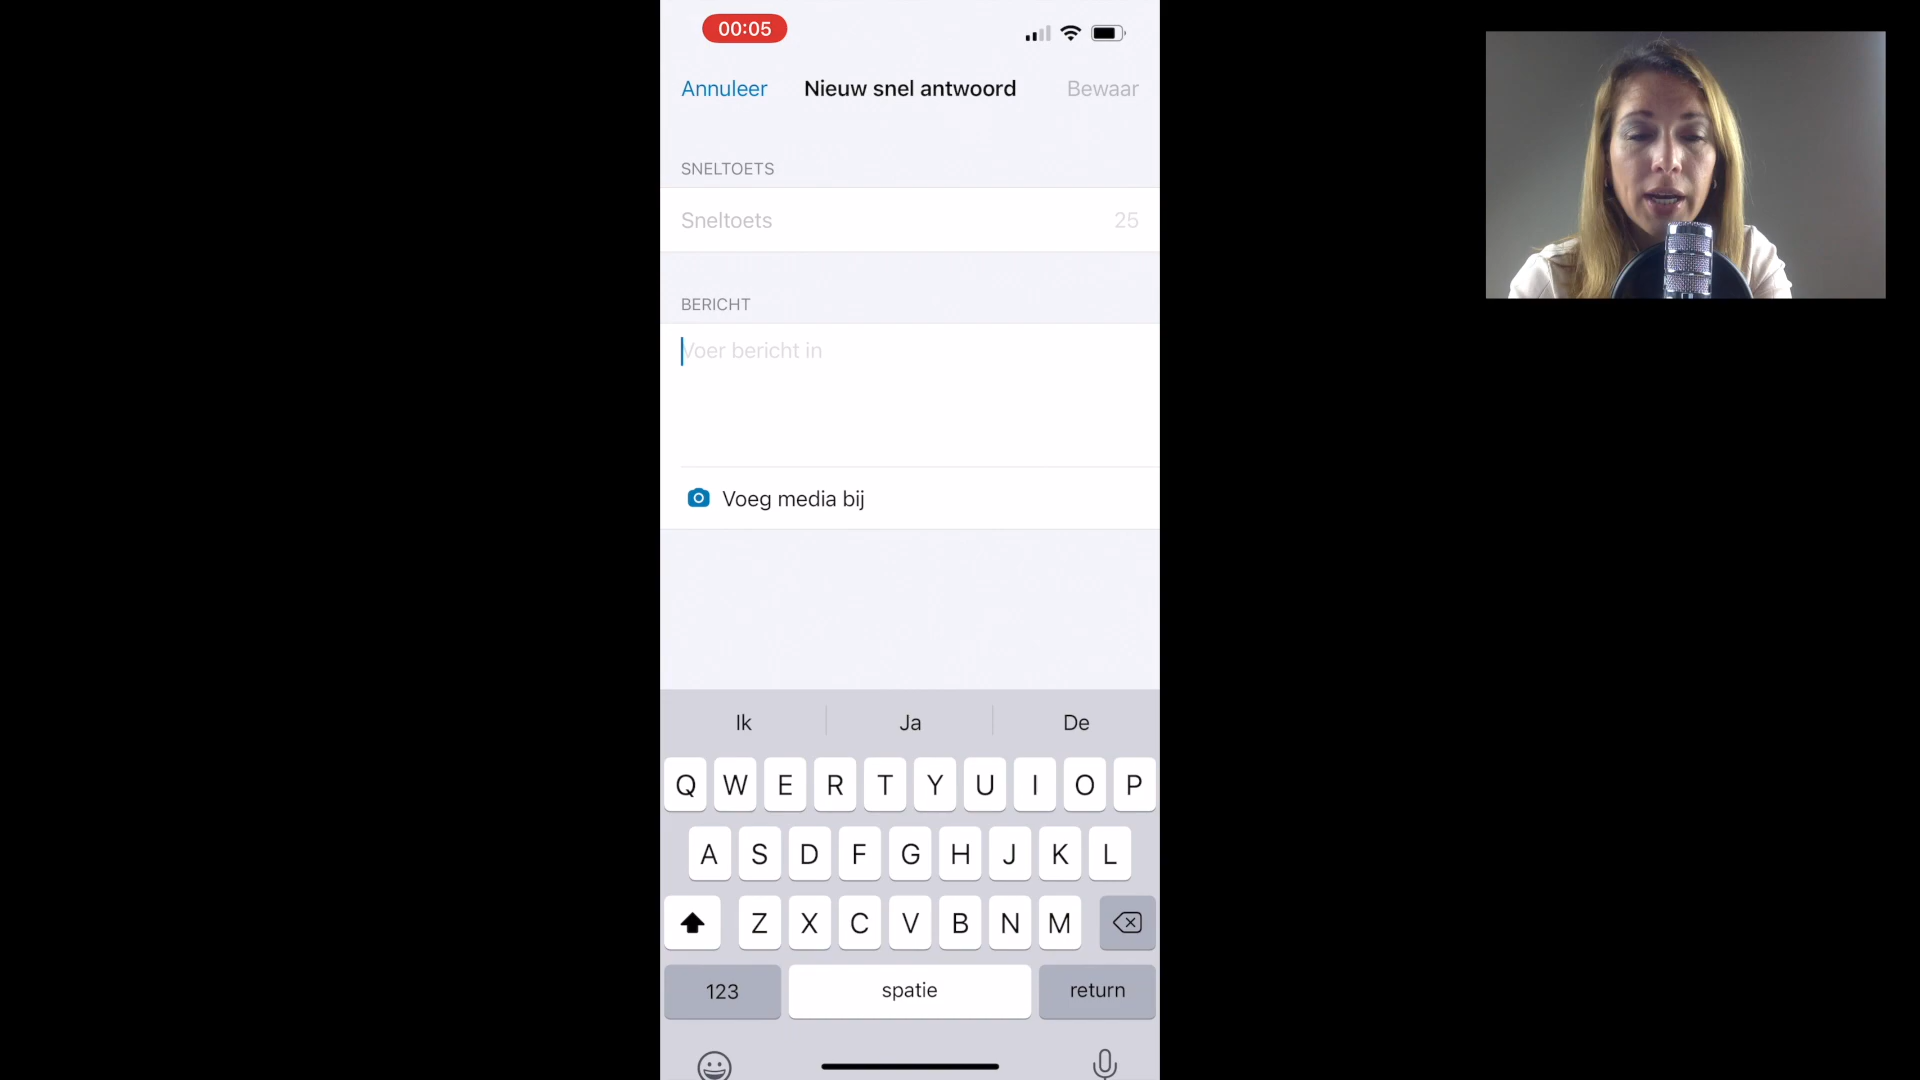 00:05
Annuleer Nieuw snel antwoord Bewaar
SNELTOETS
Sneltoets 25
BERICHT
Voer bericht in
Voeg media bij
Ik Ja De
Q W E R T Y U I O P
A S D F G H J K L
Z X C V B N M
123 spatie return